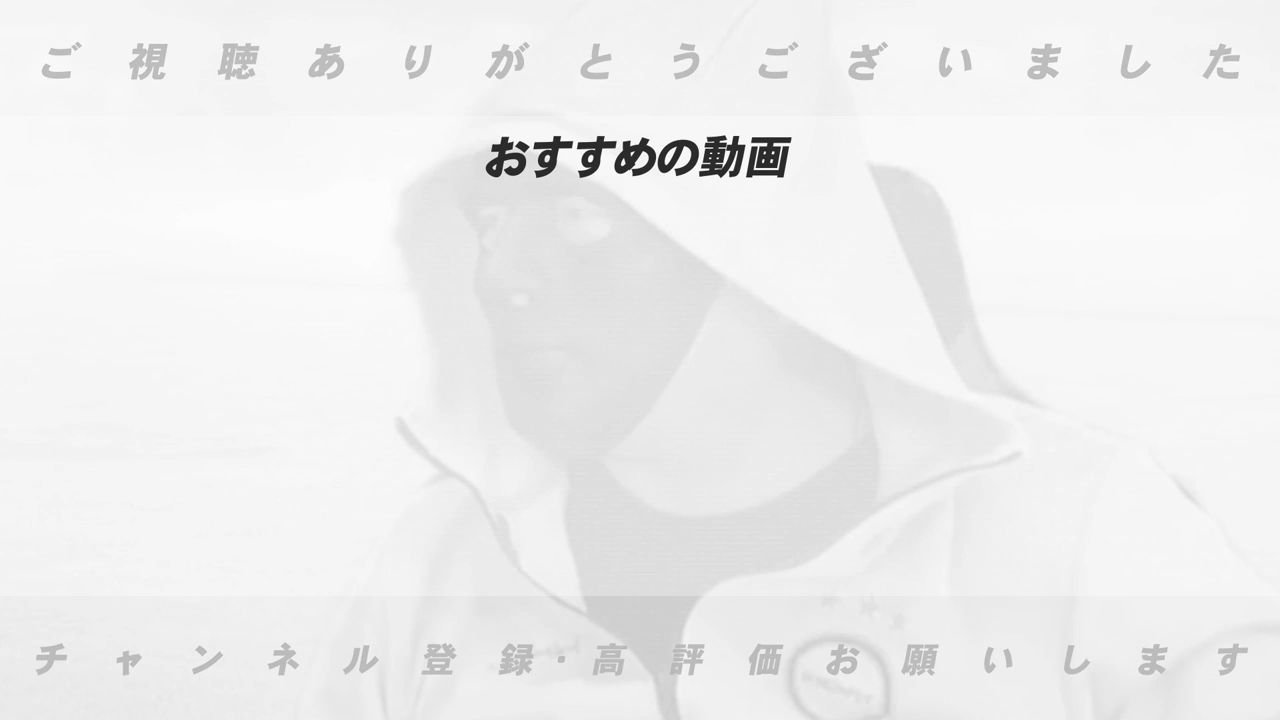 ご視聴ありがとうございました
おすすめの動画
チャンネル登録・高評価お願いします